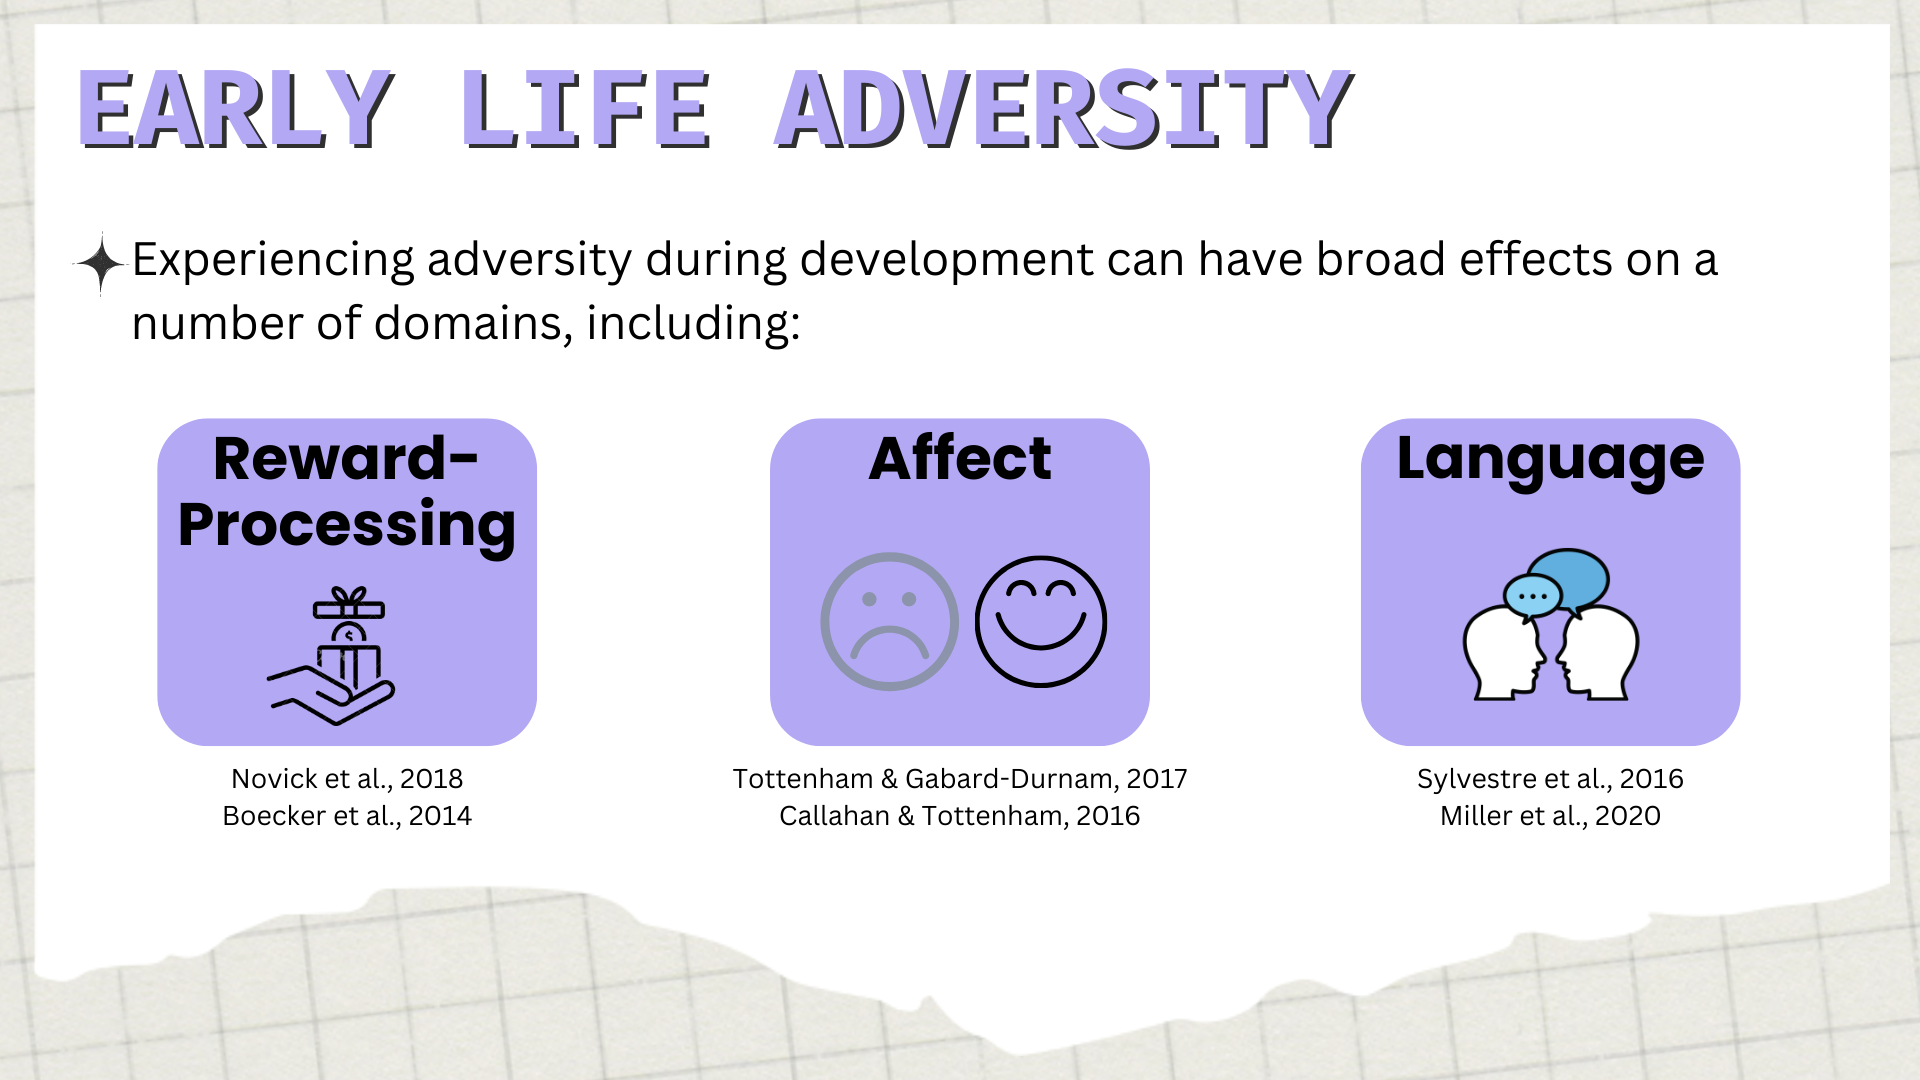 EARLY LIFE ADVERSITY
Experiencing adversity during development can have broad effects on a
number of domains, including:
Reward-
Processing
$
Novick et al., 2018
Boecker et al., 2014
Affect
Tottenham & Gabard-Durnam, 2017
Callahan & Tottenham, 2016
Language
Sylvestre et al., 2016
Miller et al., 2020